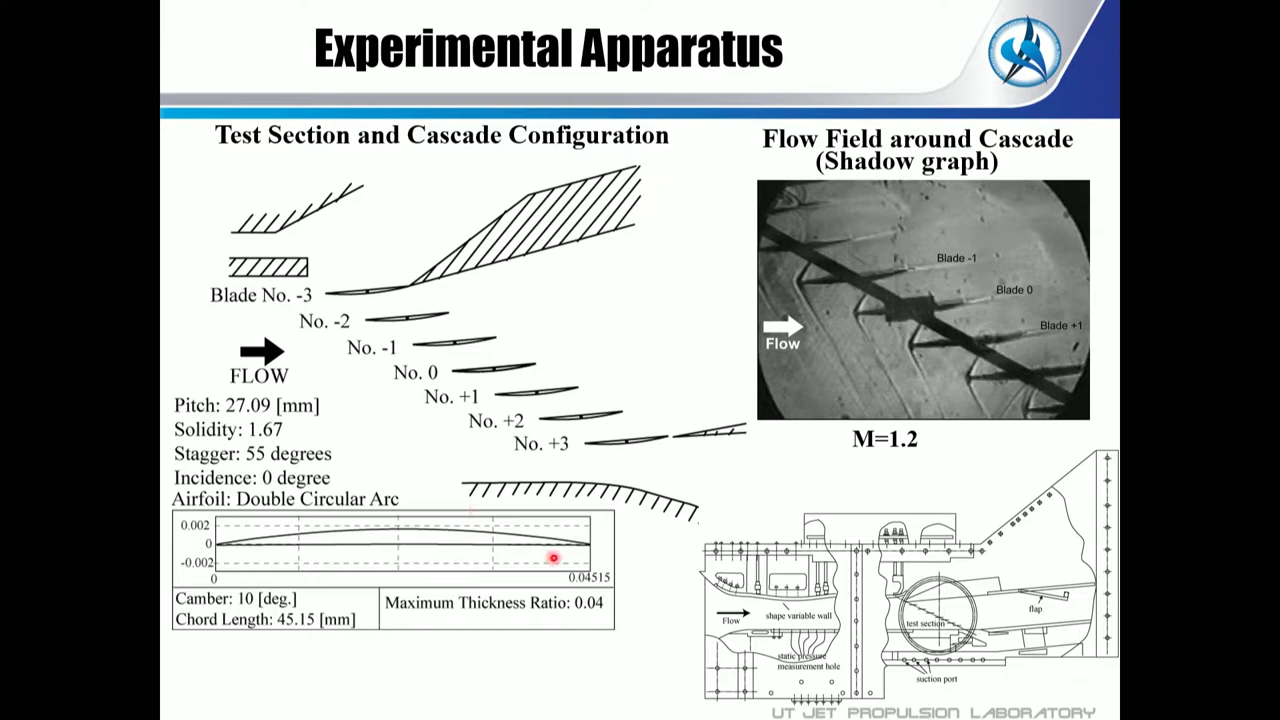 Experimental Apparatus
Test Section and Cascade Configuration
Blade No. -3
No. -2
No. -1
No. 0
No. +1
No. +2
No. +3
FLOW
Pitch: 27.09 [mm]
Solidity: 1.67
Stagger: 55 degrees
Incidence: 0 degree
Airfoil: Double Circular Arc
0.002
0
-0.002
0
0.04515
Camber: 10 [deg.]
Chord Length: 45.15 [mm]
Maximum Thickness Ratio: 0.04
Flow Field around Cascade
(Shadow graph)
Blade -1
Blade 0
Blade +1
Flow
M=1.2
Flow
shape variable wall
static pressure
measurement hole
test section
flap
suction port
UT JET PROPULSION LABORATORY